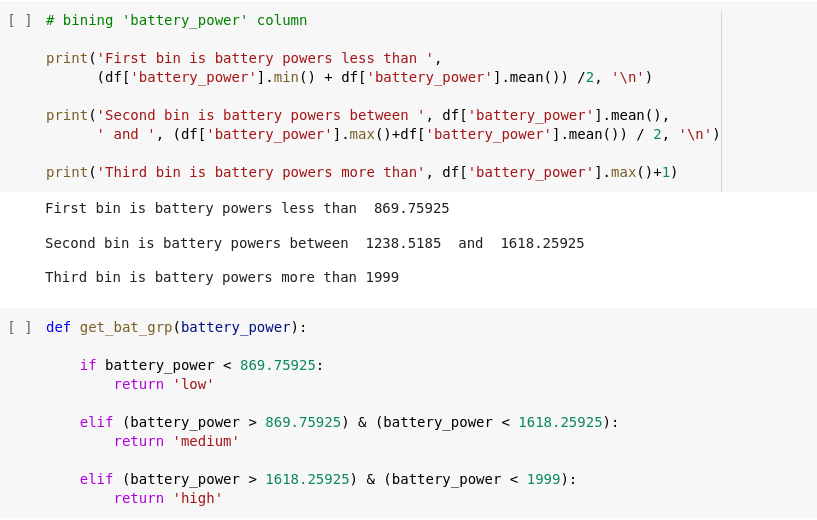 [ ] # bining 'battery_power' column
print('First bin is battery powers less than ',
(df['battery_power'].min() + df['battery_power'].mean()) /2, '\n')
print('Second bin is battery powers between ', df['battery_power'].mean(),
' and ', (df['battery_power'].max()+df['battery_power'].mean()) / 2, '\n')
print('Third bin is battery powers more than', df['battery_power'].max()+1)
First bin is battery powers less than  869.75925
Second bin is battery powers between  1238.5185  and  1618.25925
Third bin is battery powers more than 1999
[ ] def get_bat_grp(battery_power):
if battery_power < 869.75925:
return 'low'
elif (battery_power > 869.75925) & (battery_power < 1618.25925):
return 'medium'
elif (battery_power > 1618.25925) & (battery_power < 1999):
return 'high'